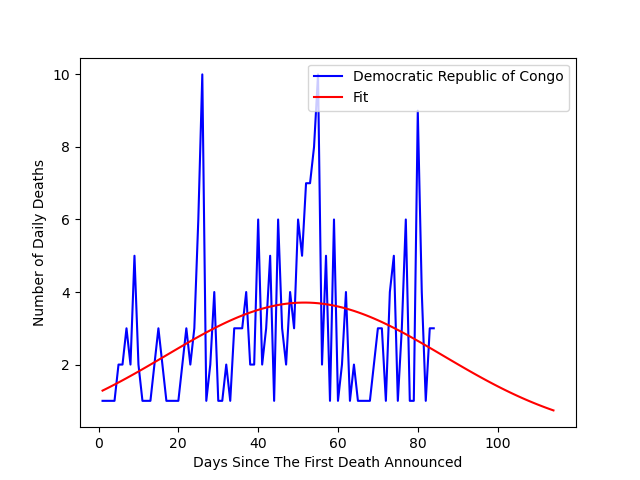 Democratic Republic of Congo
Fit
10
8
6
4
2
Number of Daily Deaths
0 20 40 60 80 100
Days Since The First Death Announced